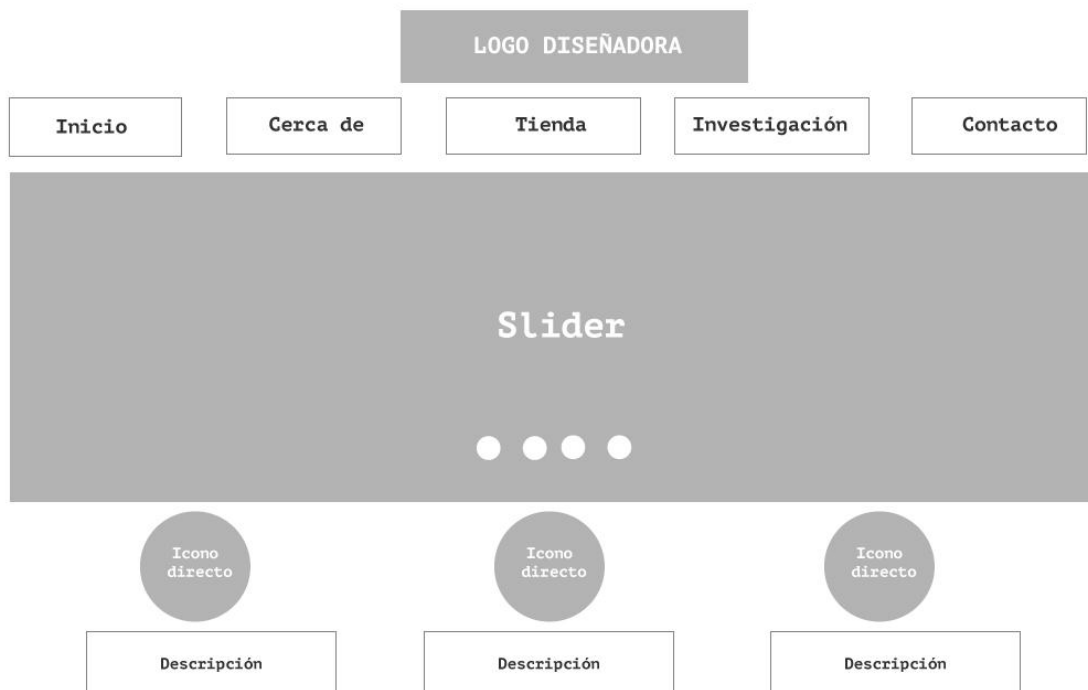 LOGO DISEÑADORA
Inicio
Cerca de
Tienda
Investigación
Contacto
Slider
Icono
directo
Icono
directo
Icono
directo
Descripción
Descripción
Descripción